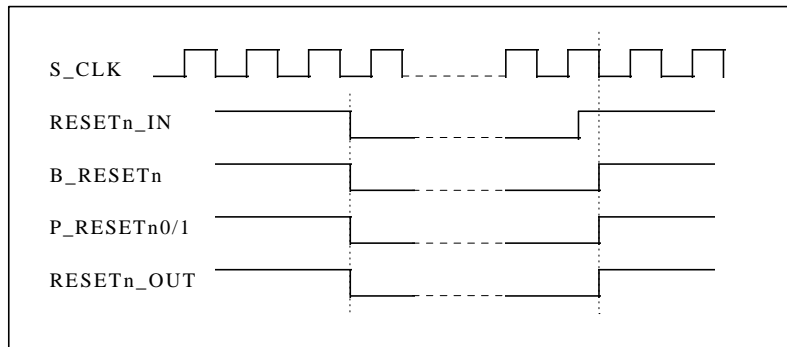 S_CLK
RESETn_IN
B_RESETn
P_RESETn0/1
RESETn_OUT